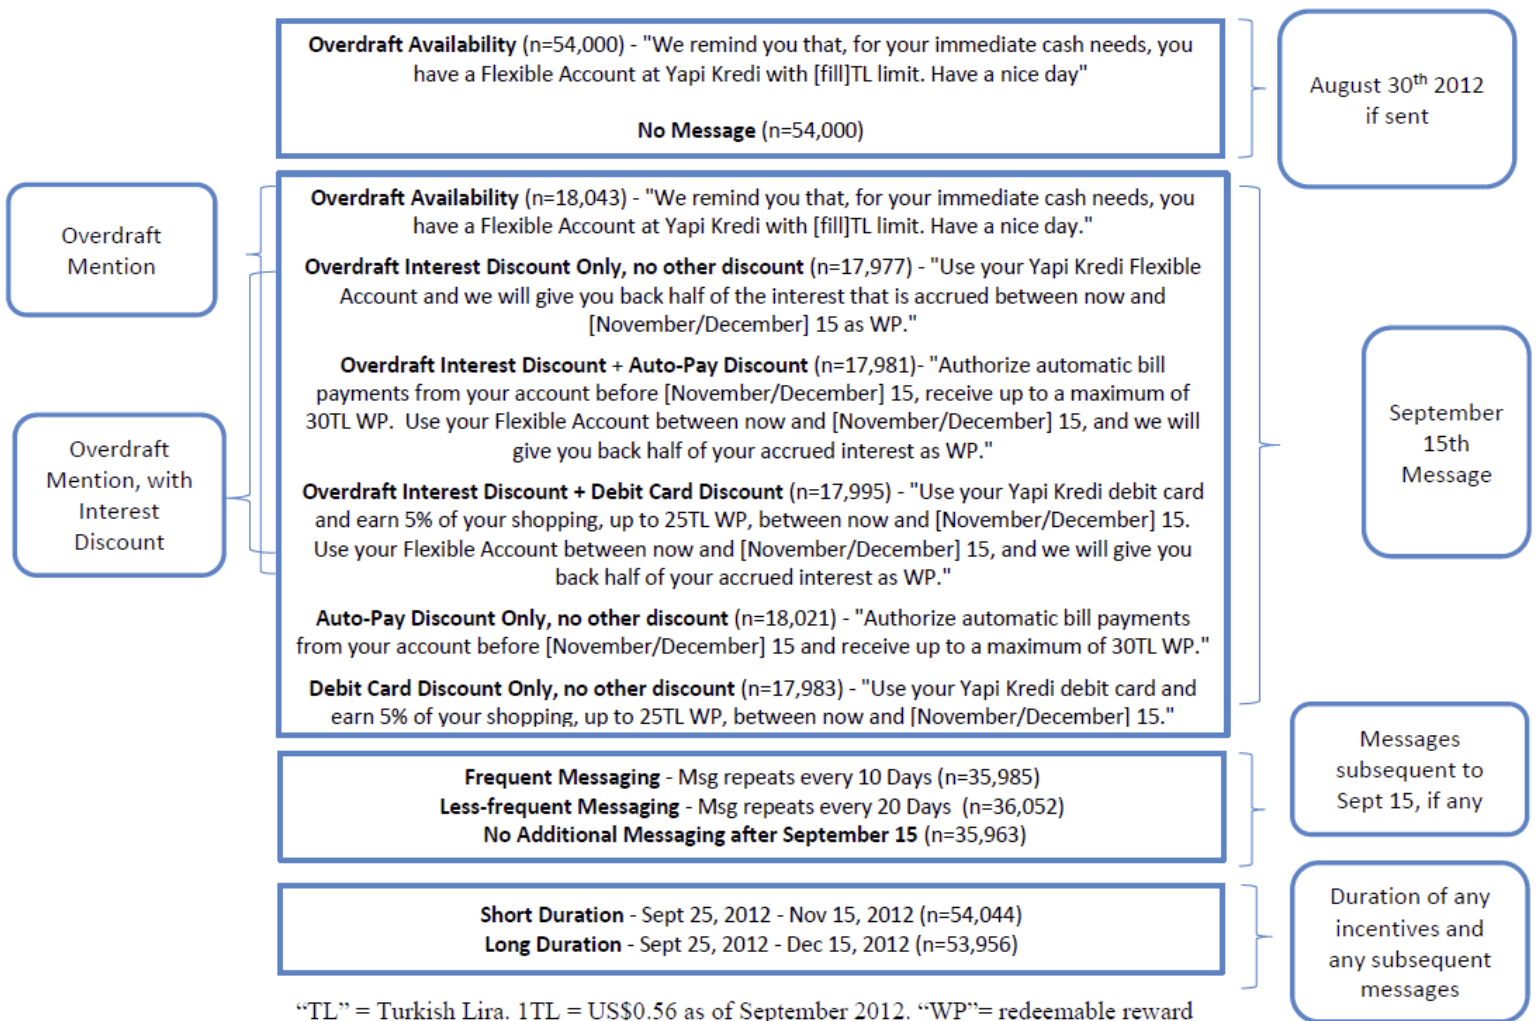 Overdraft Availability (n=54,000) - "We remind you that, for your immediate cash needs, you
have a Flexible Account at Yapi Kredi with [fill]TL limit. Have a nice day"
No Message (n=54,000)
August 30th 2012
if sent
Overdraft
Mention
Overdraft Availability (n=18,043) - "We remind you that, for your immediate cash needs, you
have a Flexible Account at Yapi Kredi with [fill]TL limit. Have a nice day."
Overdraft Interest Discount Only, no other discount (n=17,977) - "Use your Yapi Kredi Flexible
Account and we will give you back half of the interest that is accrued between now and
[November/December] 15 as WP."
Overdraft Interest Discount + Auto-Pay Discount (n=17,981)- "Authorize automatic bill
payments from your account before [November/December] 15, receive up to a maximum of
30TL WP.  Use your Flexible Account between now and [November/December] 15, and we will
give you back half of your accrued interest as WP."
Overdraft
Mention, with
Interest
Discount
Overdraft Interest Discount + Debit Card Discount (n=17,995) - "Use your Yapi Kredi debit card
and earn 5% of your shopping, up to 25TL WP, between now and [November/December] 15.
Use your Flexible Account between now and [November/December] 15, and we will give you
back half of your accrued interest as WP."
Auto-Pay Discount Only, no other discount (n=18,021) - "Authorize automatic bill payments
from your account before [November/December] 15 and receive up to a maximum of 30TL WP."
Debit Card Discount Only, no other discount (n=17,983) - "Use your Yapi Kredi debit card and
earn 5% of your shopping, up to 25TL WP, between now and [November/December] 15."
September
15th
Message
Frequent Messaging - Msg repeats every 10 Days (n=35,985)
Less-frequent Messaging - Msg repeats every 20 Days  (n=36,052)
No Additional Messaging after September 15 (n=35,963)
Messages
subsequent to
Sept 15, if any
Short Duration - Sept 25, 2012 - Nov 15, 2012 (n=54,044)
Long Duration - Sept 25, 2012 - Dec 15, 2012 (n=53,956)
Duration of any
incentives and
any subsequent
messages
“TL” = Turkish Lira. 1TL = US$0.56 as of September 2012. “WP”= redeemable reward